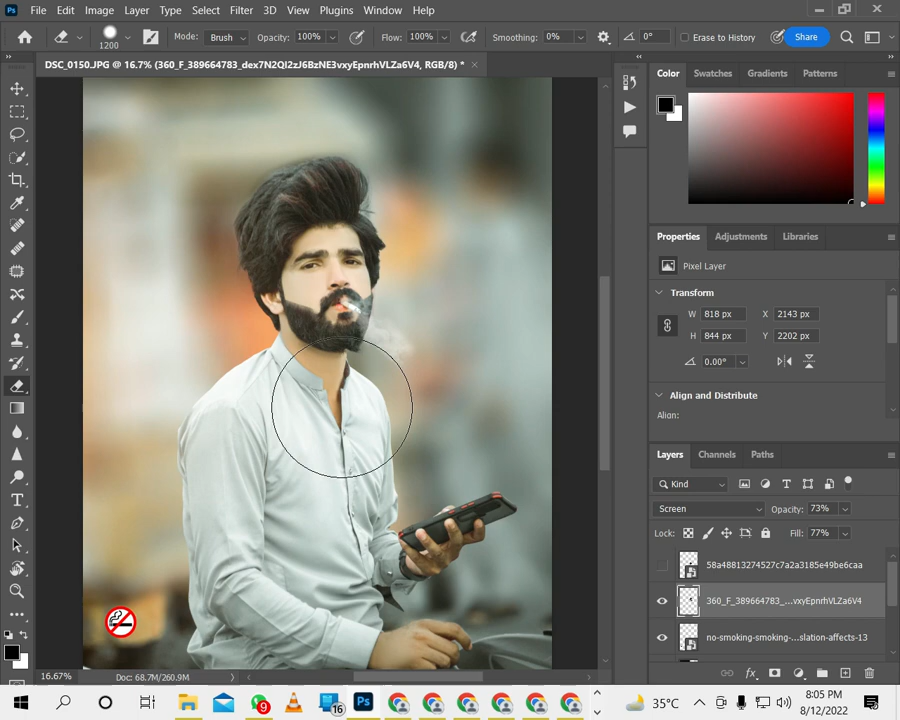 Ps File Edit Image Layer Type Select Filter 3D View Plugins Window Help
1200 Mode: Brush Opacity: 100% Flow: 100% Smoothing: 0% 0° Erase to History Share
DSC_0150.JPG @ 16.7% (360_F_389664783_dex7N2QI2zJ6BzNE3vxyEpnrhVLZa6V4, RGB/8) *
Color Swatches Gradients Patterns
Properties Adjustments Libraries
Pixel Layer
Transform
W 818 px X 2143 px
H 844 px Y 2202 px
0.00°
Align and Distribute
Align:
Layers Channels Paths
Kind
Screen Opacity: 73%
Lock: Fill: 77%
58a48813274527c7a2a3185e49be6caa
360_F_389664783_...vxyEpnrhVLZa6V4
no-smoking-smoking-...slation-affects-13
16.67% Doc: 68.7M/260.9M
9 16 Ps 35°C 8:05 PM
8/12/2022